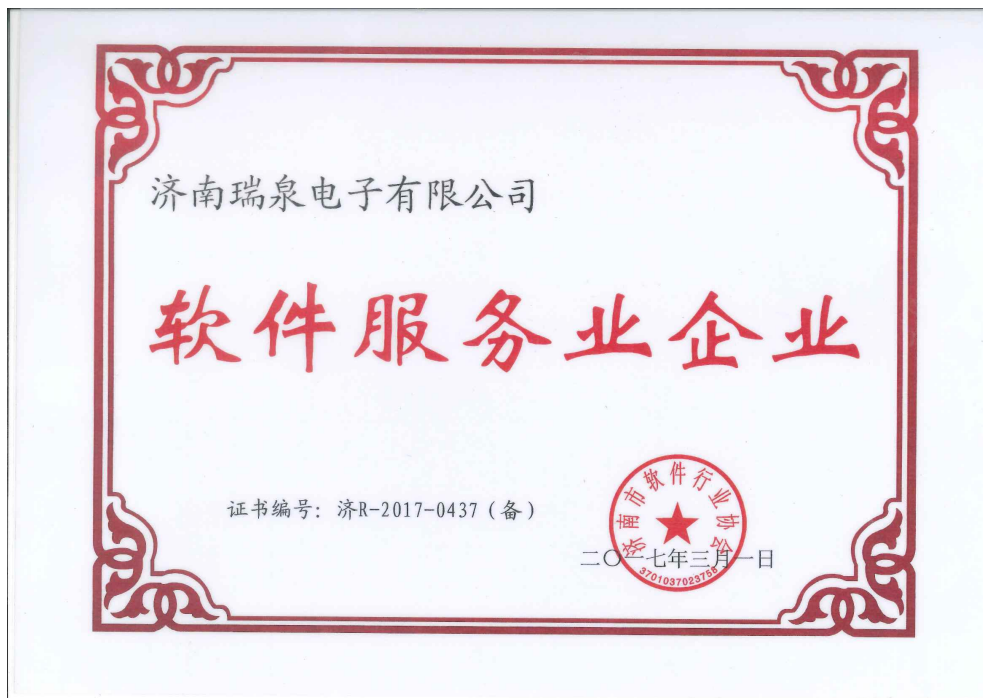 济南瑞泉电子有限公司
软件服务业企业
证书编号：济R-2017-0437（备）
济南市软件行业协会
二〇一七年三月一日
3701037023758